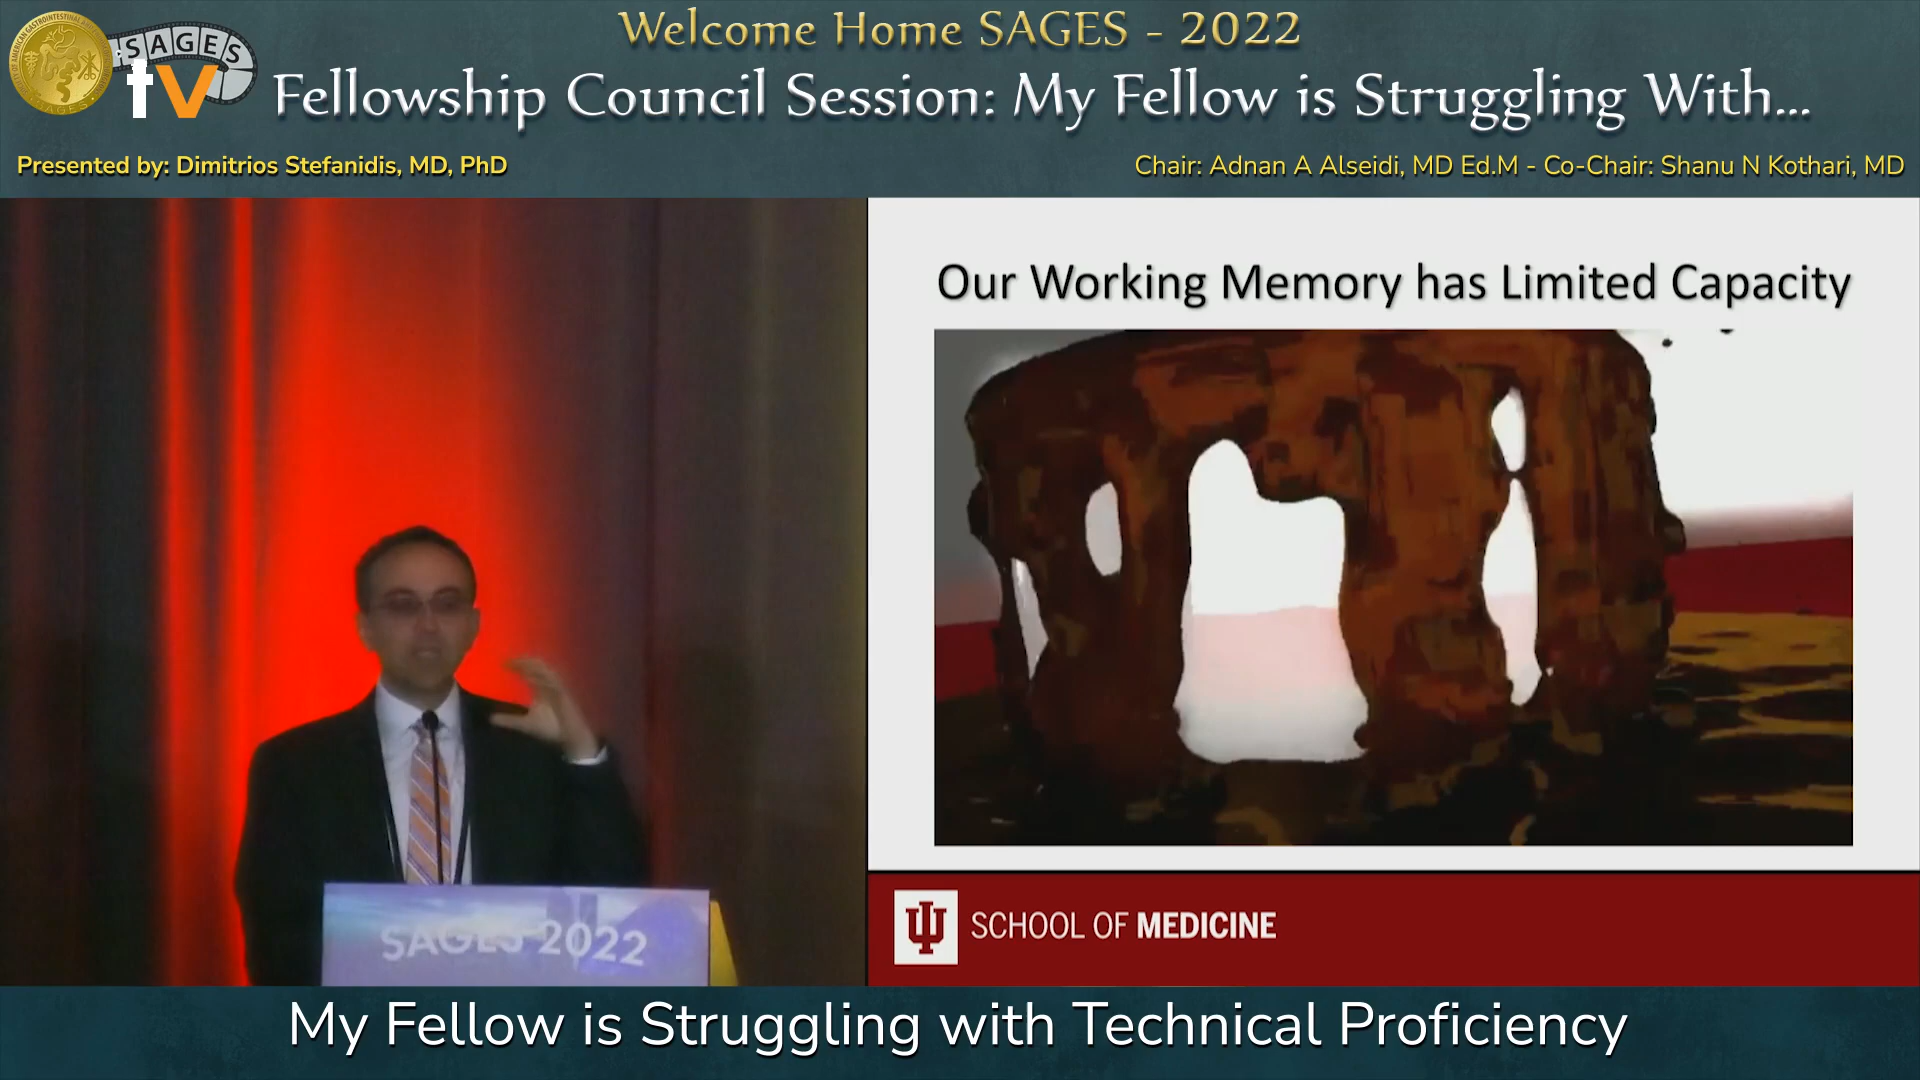 Welcome Home SAGES - 2022
SAGES
tv
Fellowship Council Session: My Fellow is Struggling With...
Presented by: Dimitrios Stefanidis, MD, PhD
Chair: Adnan A Alseidi, MD Ed.M - Co-Chair: Shanu N Kothari, MD
Our Working Memory has Limited Capacity
SAGES 2022
SCHOOL OF MEDICINE
My Fellow is Struggling with Technical Proficiency